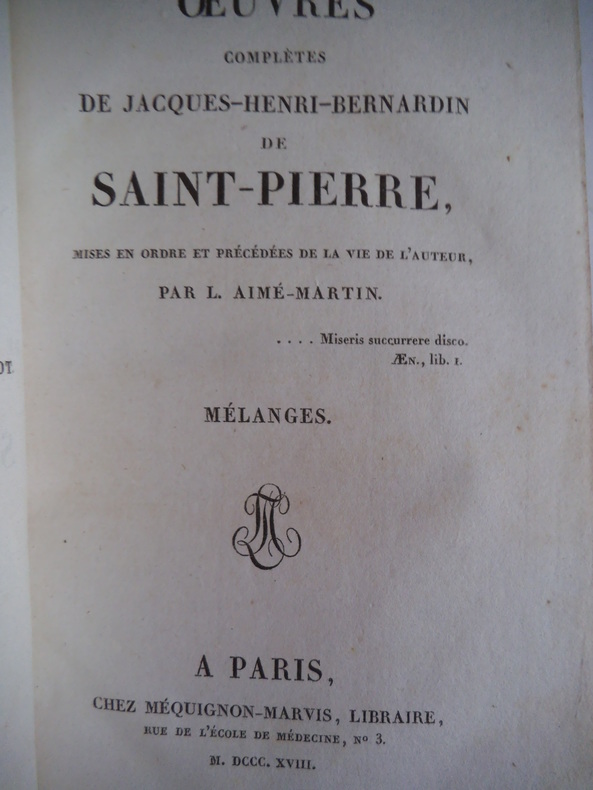 ŒUVRES
COMPLÈTES
DE JACQUES-HENRI-BERNARDIN
DE
SAINT-PIERRE,
MISES EN ORDRE ET PRÉCÉDÉES DE LA VIE DE L'AUTEUR,
PAR L. AIMÉ-MARTIN.
.... Miseris succurrere disco.
ÆN., lib. I.
MÉLANGES.
A PARIS,
CHEZ MÉQUIGNON-MARVIS, LIBRAIRE,
RUE DE L'ÉCOLE DE MÉDECINE, Nº 3.
M. DCCC. XVIII.